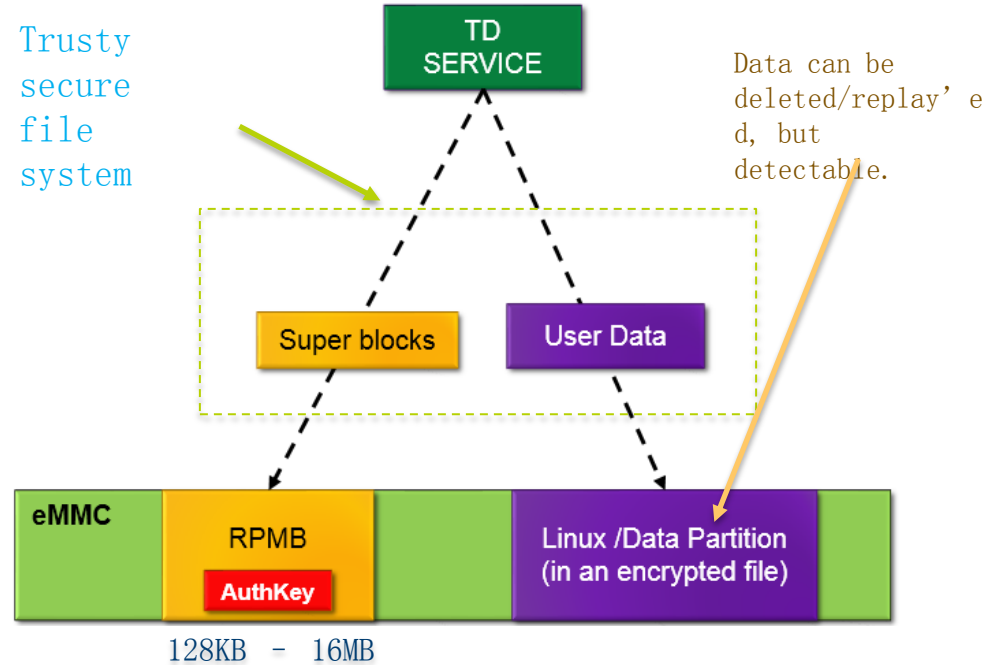 Trusty
secure
file
system
TD
SERVICE
Data can be
deleted/replay’e
d, but
detectable.
Super blocks
User Data
eMMC
RPMB
AuthKey
Linux /Data Partition
(in an encrypted file)
128KB – 16MB